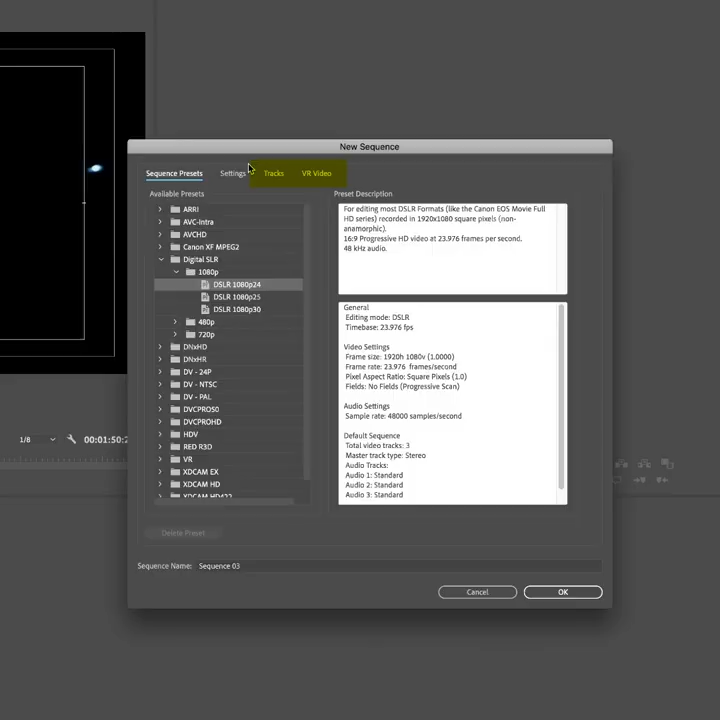 New Sequence
Sequence Presets
Settings
Tracks
VR Video
Available Presets
ARRI
AVC-Intra
AVCHD
Canon XF MPEG2
Digital SLR
1080p
DSLR 1080p24
DSLR 1080p25
DSLR 1080p30
480p
720p
DNxHD
DNxHR
DV - 24P
DV - NTSC
DV - PAL
DVCPRO50
DVCPROHD
HDV
RED R3D
VR
XDCAM EX
XDCAM HD
XDCAM HD422
Preset Description
For editing most DSLR Formats (like the Canon EOS Movie Full
HD series) recorded in 1920x1080 square pixels (non-
anamorphic).
16:9 Progressive HD video at 23.976 frames per second.
48 kHz audio.
General
Editing mode: DSLR
Timebase: 23.976 fps
Video Settings
Frame size: 1920h 1080v (1.0000)
Frame rate: 23.976 frames/second
Pixel Aspect Ratio: Square Pixels (1.0)
Fields: No Fields (Progressive Scan)
Audio Settings
Sample rate: 48000 samples/second
Default Sequence
Total video tracks: 3
Master track type: Stereo
Audio Tracks:
Audio 1: Standard
Audio 2: Standard
Audio 3: Standard
1/8
00:01:50:2
Delete Preset
Sequence Name: Sequence 03
Cancel
OK